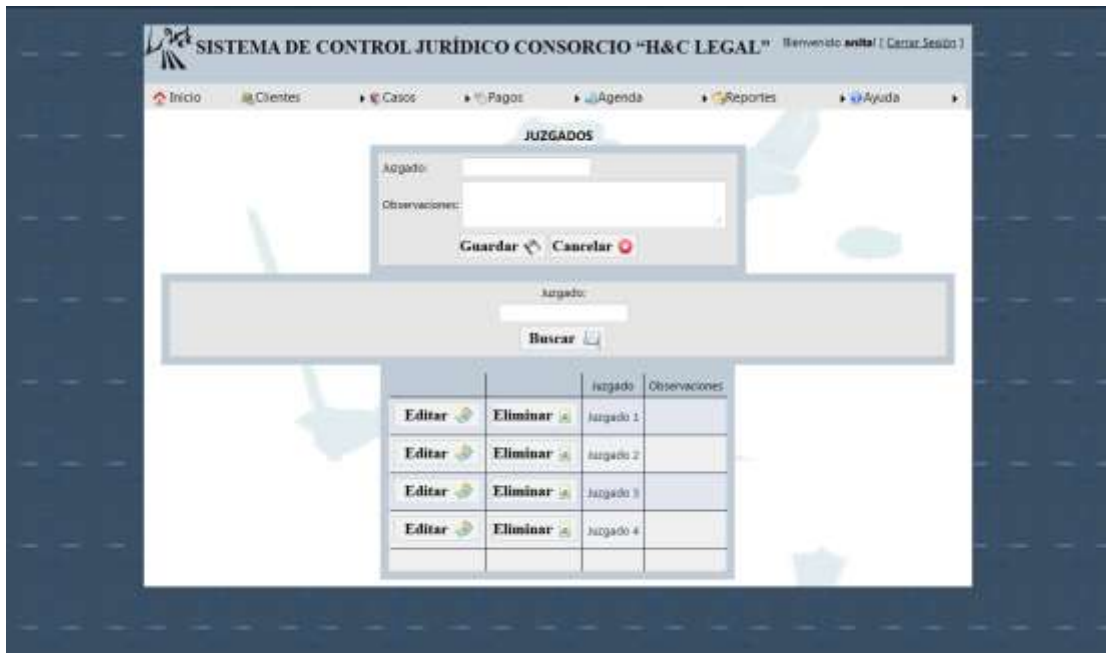 SISTEMA DE CONTROL JURÍDICO CONSORCIO “H&C LEGAL” Bienvenido anita! [ Cerrar Sesión ]
Inicio Clientes Casos Pagos Agenda Reportes Ayuda
JUZGADOS
Juzgado:
Observaciones:
Guardar Cancelar
Juzgado:
Buscar
Juzgado Observaciones
Editar Eliminar Juzgado 1
Editar Eliminar Juzgado 2
Editar Eliminar Juzgado 3
Editar Eliminar Juzgado 4